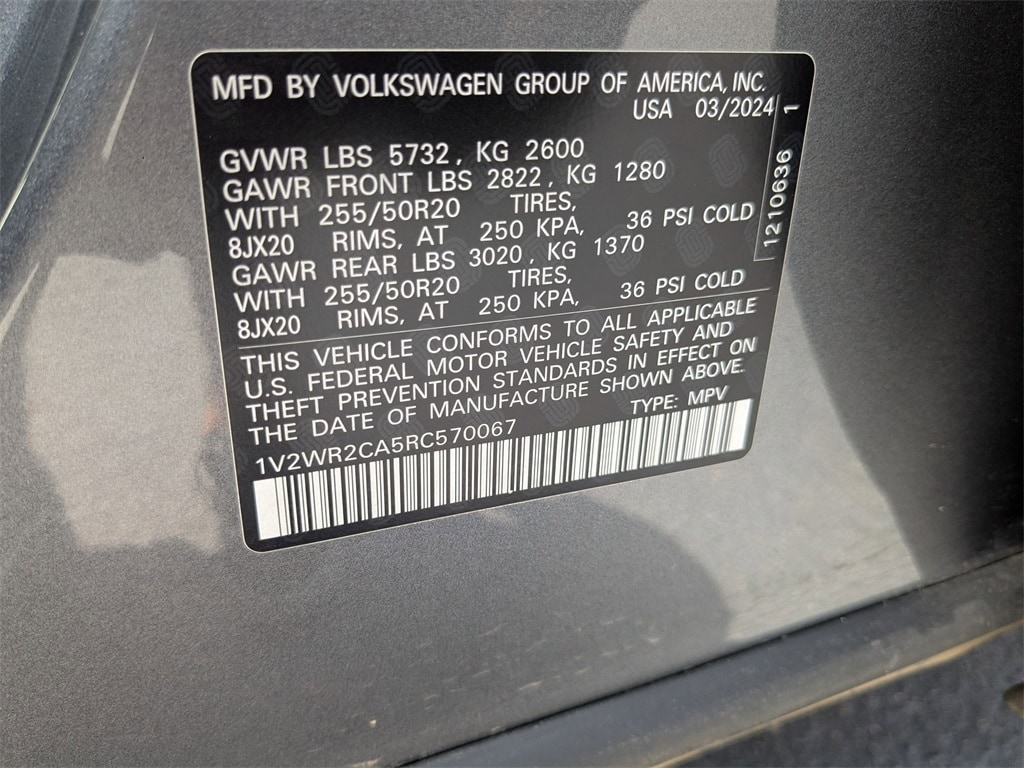 MFD BY VOLKSWAGEN GROUP OF AMERICA, INC.
USA 03/2024
GVWR LBS 5732, KG 2600
GAWR FRONT LBS 2822, KG 1280
WITH 255/50R20 TIRES,
8JX20 RIMS, AT 250 KPA, 36 PSI COLD
GAWR REAR LBS 3020, KG 1370
WITH 255/50R20 TIRES,
8JX20 RIMS, AT 250 KPA, 36 PSI COLD
THIS VEHICLE CONFORMS TO ALL APPLICABLE
U.S. FEDERAL MOTOR VEHICLE SAFETY AND
THEFT PREVENTION STANDARDS IN EFFECT ON
THE DATE OF MANUFACTURE SHOWN ABOVE.
TYPE: MPV
1V2WR2CA5RC570067
1210636 1